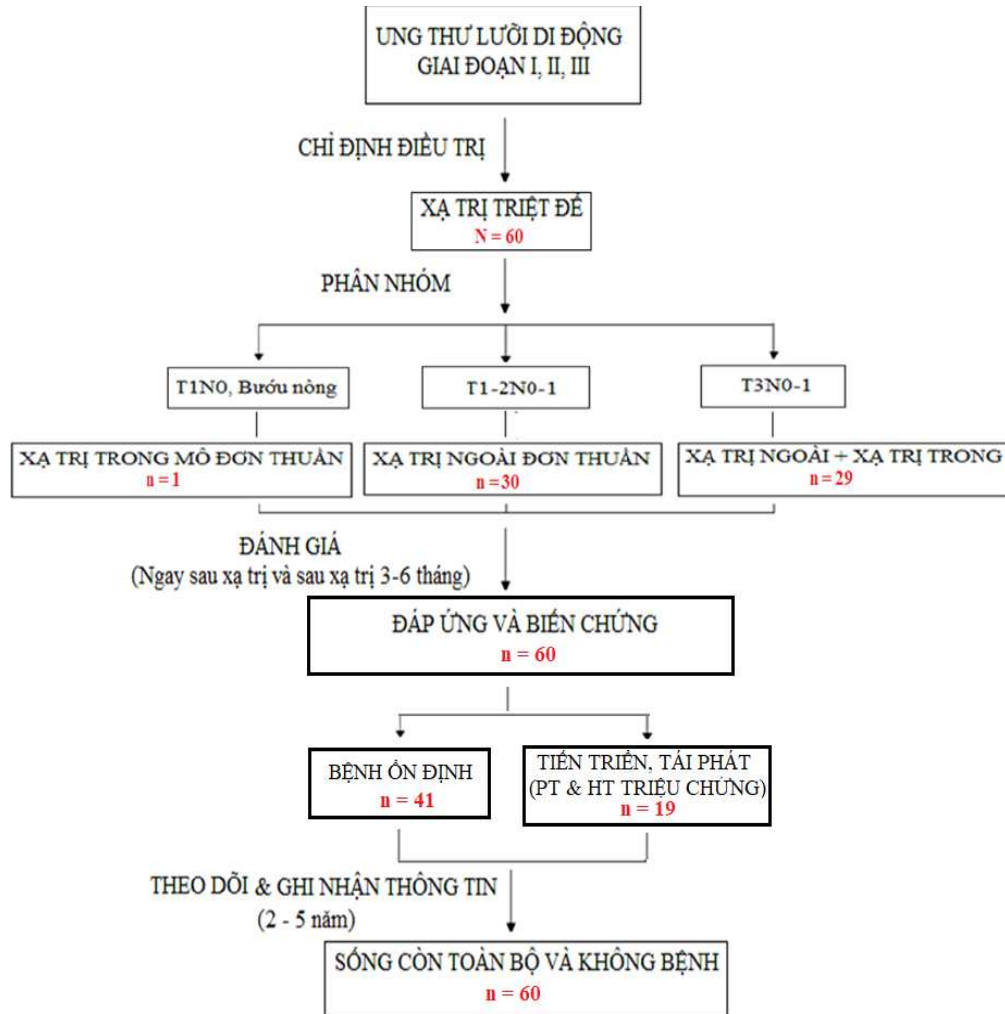 UNG THƯ LƯỠI DI ĐỘNG
GIAI ĐOẠN I, II, III
CHỈ ĐỊNH ĐIỀU TRỊ
XẠ TRỊ TRIỆT ĐỂ
N = 60
PHÂN NHÓM
T1N0, Bướu nông
T1-2N0-1
T3N0-1
XẠ TRỊ TRONG MÔ ĐƠN THUẦN
n = 1
XẠ TRỊ NGOÀI ĐƠN THUẦN
n =30
XẠ TRỊ NGOÀI + XẠ TRỊ TRONG
n = 29
ĐÁNH GIÁ
(Ngay sau xạ trị và sau xạ trị 3-6 tháng)
ĐÁP ỨNG VÀ BIẾN CHỨNG
n = 60
BỆNH ỔN ĐỊNH
n = 41
TIẾN TRIỂN, TÁI PHÁT
(PT & HT TRIỆU CHỨNG)
n = 19
THEO DÕI & GHI NHẬN THÔNG TIN
(2 - 5 năm)
SỐNG CÒN TOÀN BỘ VÀ KHÔNG BỆNH
n = 60